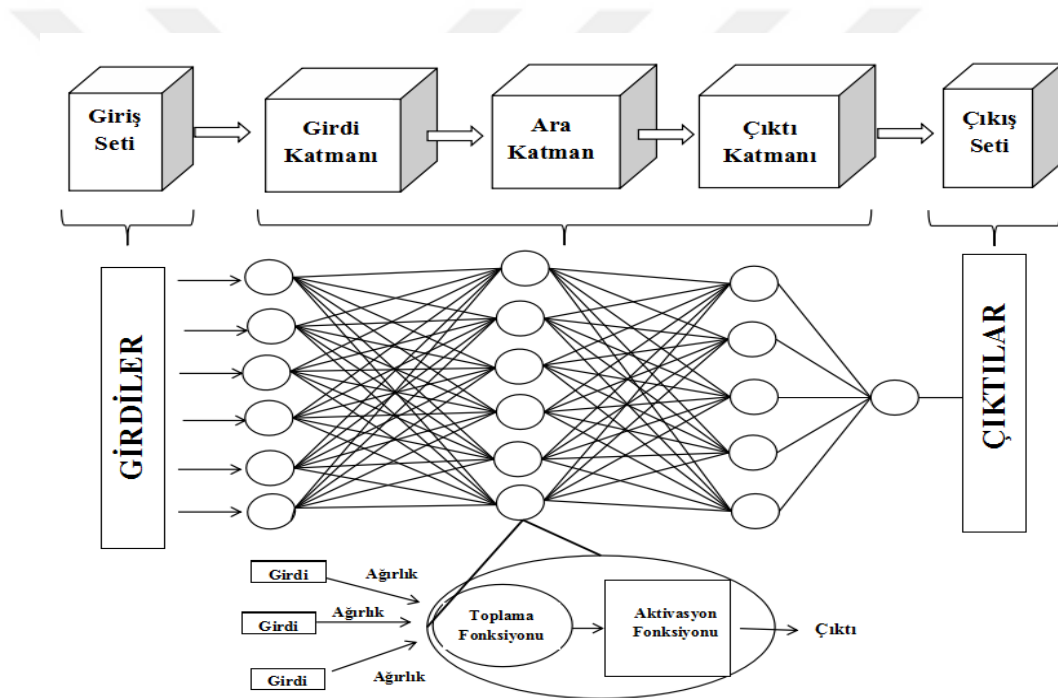 Giriş
Seti
Girdi
Katmanı
Ara
Katman
Çıktı
Katmanı
Çıkış
Seti
GİRDİLER
ÇIKTILAR
Girdi
Ağırlık
Girdi
Ağırlık
Girdi
Ağırlık
Toplama
Fonksiyonu
Aktivasyon
Fonksiyonu
Çıktı